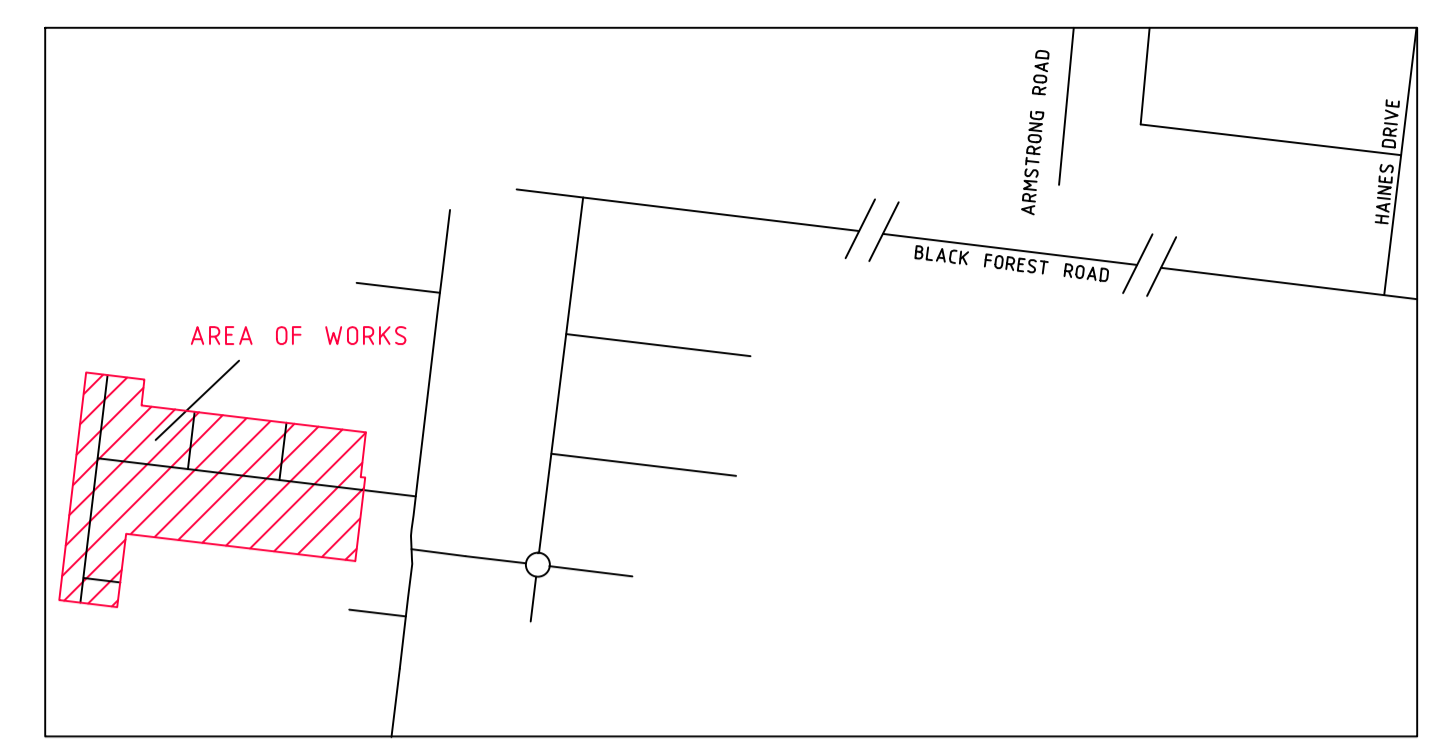 ARMSTRONG ROAD
HAINES DRIVE
BLACK FOREST ROAD
AREA OF WORKS